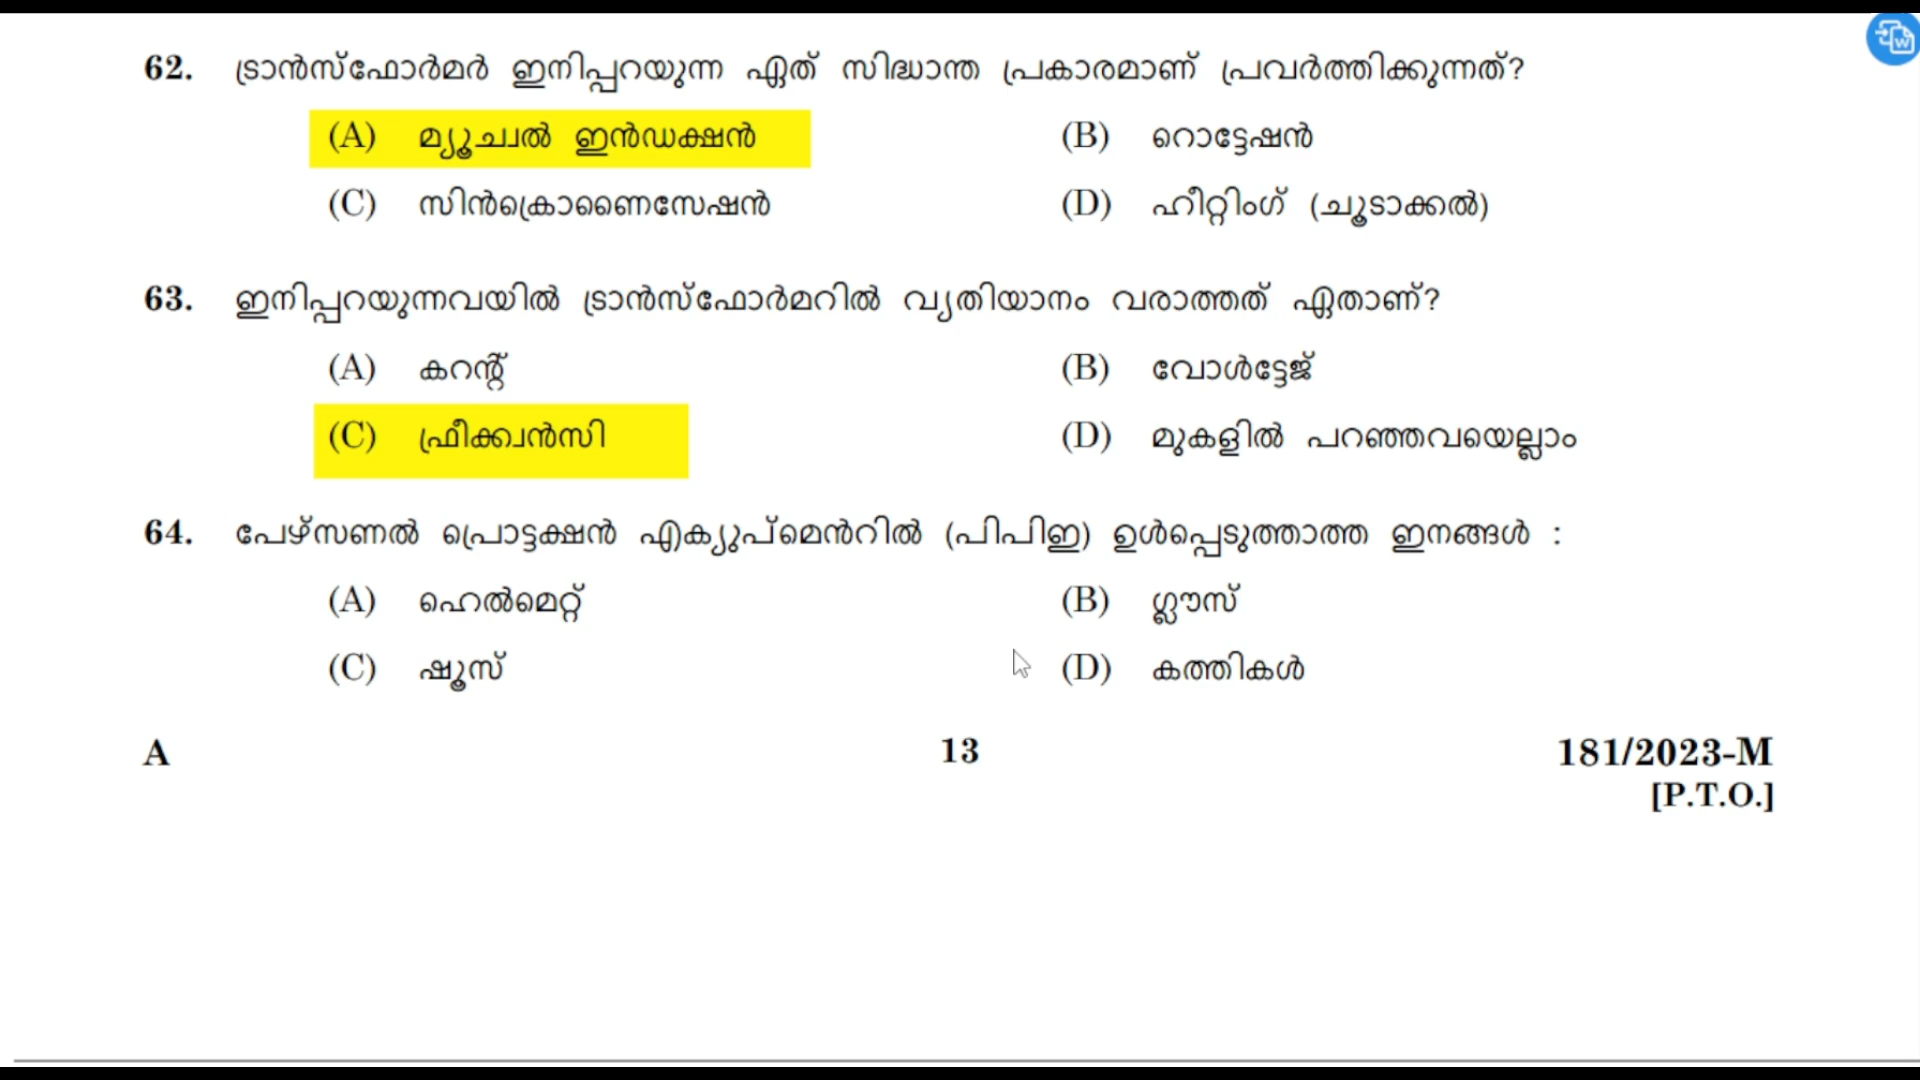 62. ട്രാൻസ്ഫോർമർ ഇനിപ്പറയുന്ന ഏത് സിദ്ധാന്ത പ്രകാരമാണ് പ്രവർത്തിക്കുന്നത്?
(A) മ്യൂച്വൽ ഇൻഡക്ഷൻ (B) റൊട്ടേഷൻ
(C) സിൻക്രൊണൈസേഷൻ (D) ഹീറ്റിംഗ് (ചൂടാക്കൽ)
63. ഇനിപ്പറയുന്നവയിൽ ട്രാൻസ്ഫോർമറിൽ വ്യതിയാനം വരാത്തത് ഏതാണ്?
(A) കറന്റ് (B) വോൾട്ടേജ്
(C) ഫ്രീക്വൻസി (D) മുകളിൽ പറഞ്ഞവയെല്ലാം
64. പേഴ്സണൽ പ്രൊട്ടക്ഷൻ എക്യുപ്മെൻറിൽ (പിപിഇ) ഉൾപ്പെടുത്താത്ത ഇനങ്ങൾ :
(A) ഹെൽമെറ്റ് (B) ഗ്ലൗസ്
(C) ഷൂസ് (D) കത്തികൾ
A 13 181/2023-M
[P.T.O.]